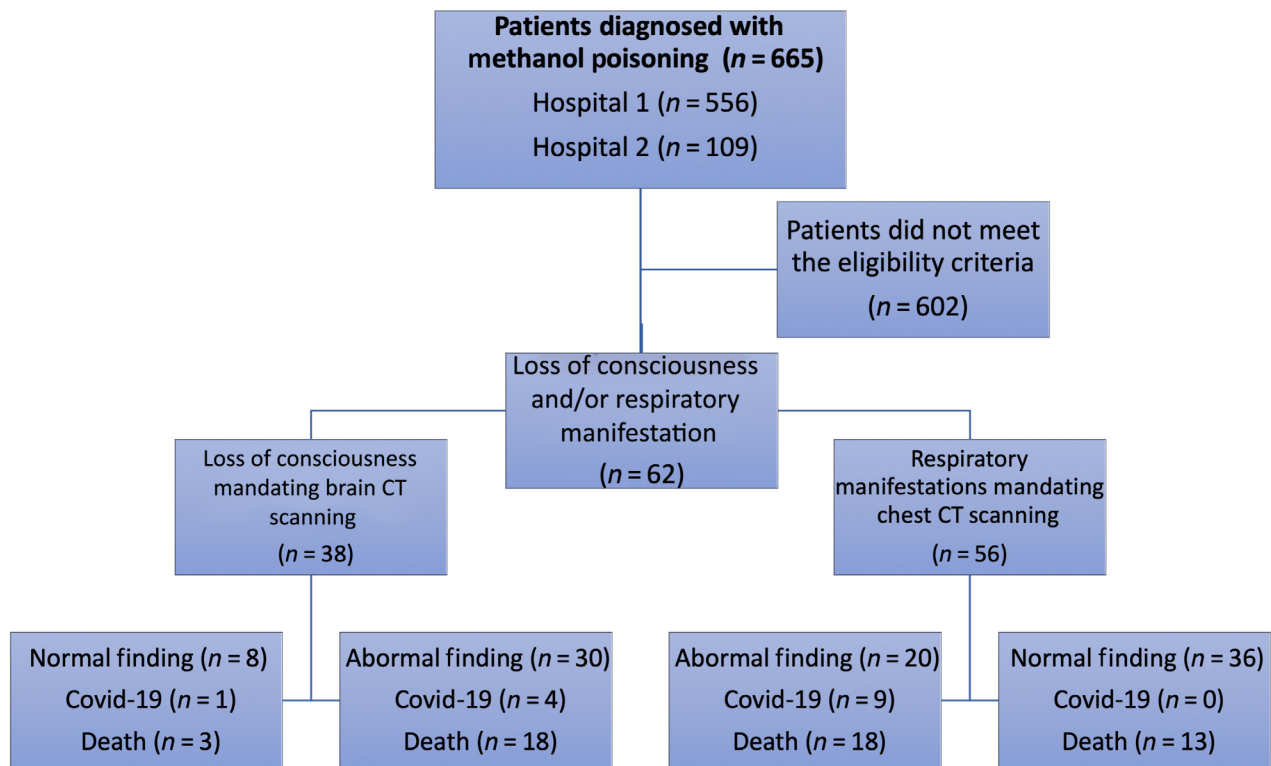 Patients diagnosed with
methanol poisoning (n = 665)
Hospital 1 (n = 556)
Hospital 2 (n = 109)
Patients did not meet
the eligibility criteria
(n = 602)
Loss of consciousness
and/or respiratory
manifestation
(n = 62)
Loss of consciousness
mandating brain CT
scanning
(n = 38)
Respiratory
manifestations mandating
chest CT scanning
(n = 56)
Normal finding (n = 8)
Covid-19 (n = 1)
Death (n = 3)
Abormal finding (n = 30)
Covid-19 (n = 4)
Death (n = 18)
Abormal finding (n = 20)
Covid-19 (n = 9)
Death (n = 18)
Normal finding (n = 36)
Covid-19 (n = 0)
Death (n = 13)